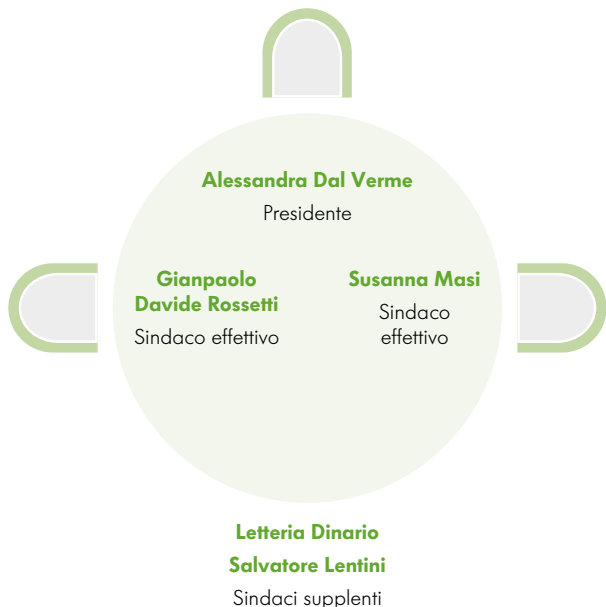 Alessandra Dal Verme
Presidente
Gianpaolo
Davide Rossetti
Sindaco effettivo
Susanna Masi
Sindaco
effettivo
Letteria Dinario
Salvatore Lentini
Sindaci supplenti